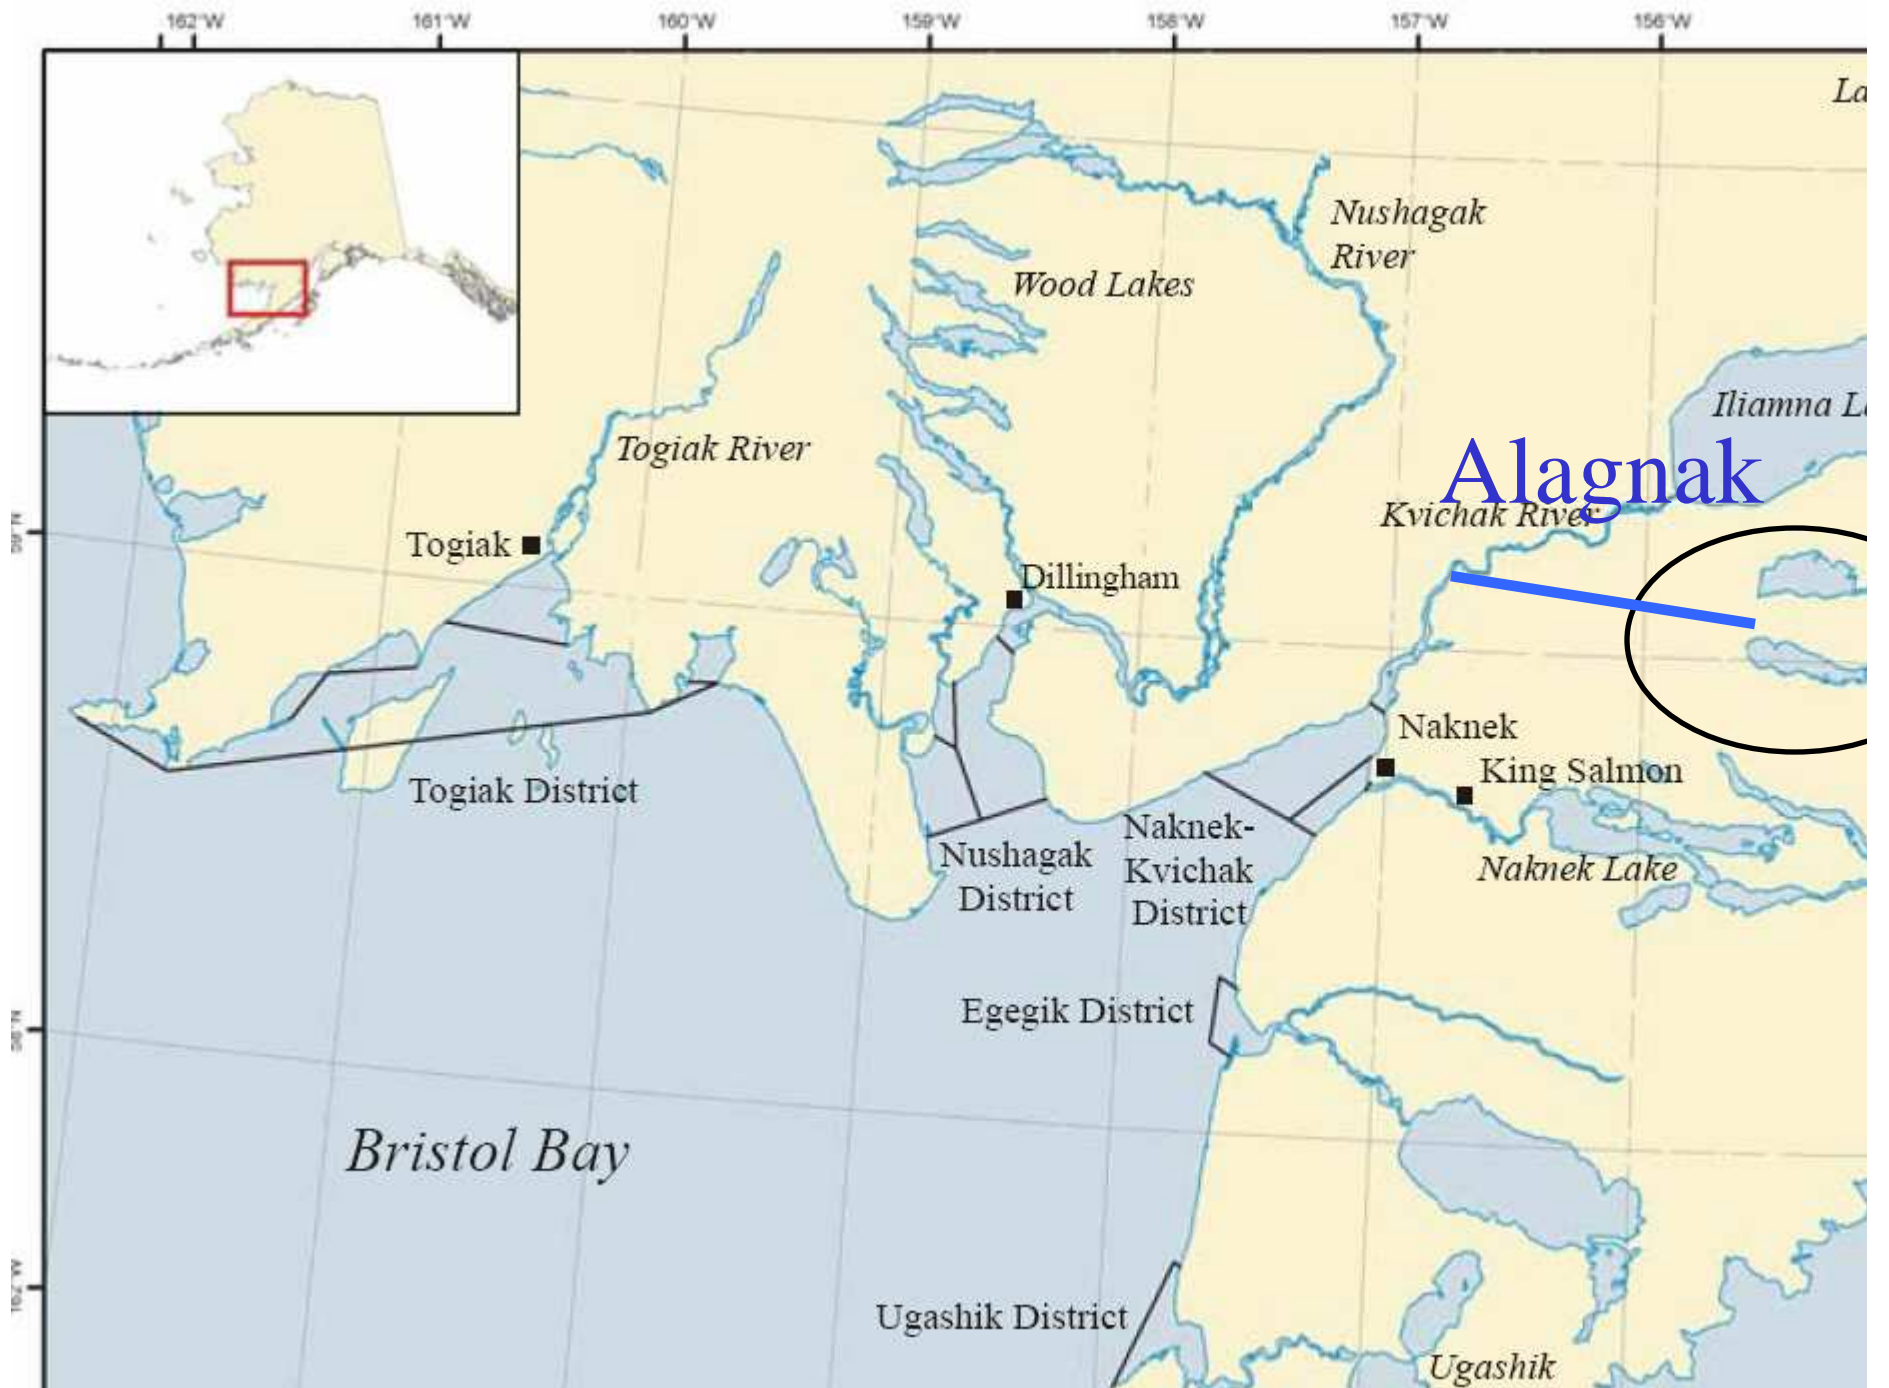 162°W
161°W
160°W
159°W
158°W
157°W
156°W
La
Nushagak
River
Wood Lakes
Iliamna L
Togiak River
Alagnak
Kvichak River
Togiak
Dillingham
Naknek
King Salmon
Togiak District
Naknek-
Kvichak
District
Nushagak
District
Naknek Lake
Egegik District
58°N
Bristol Bay
162°W
Ugashik District
Ugashik